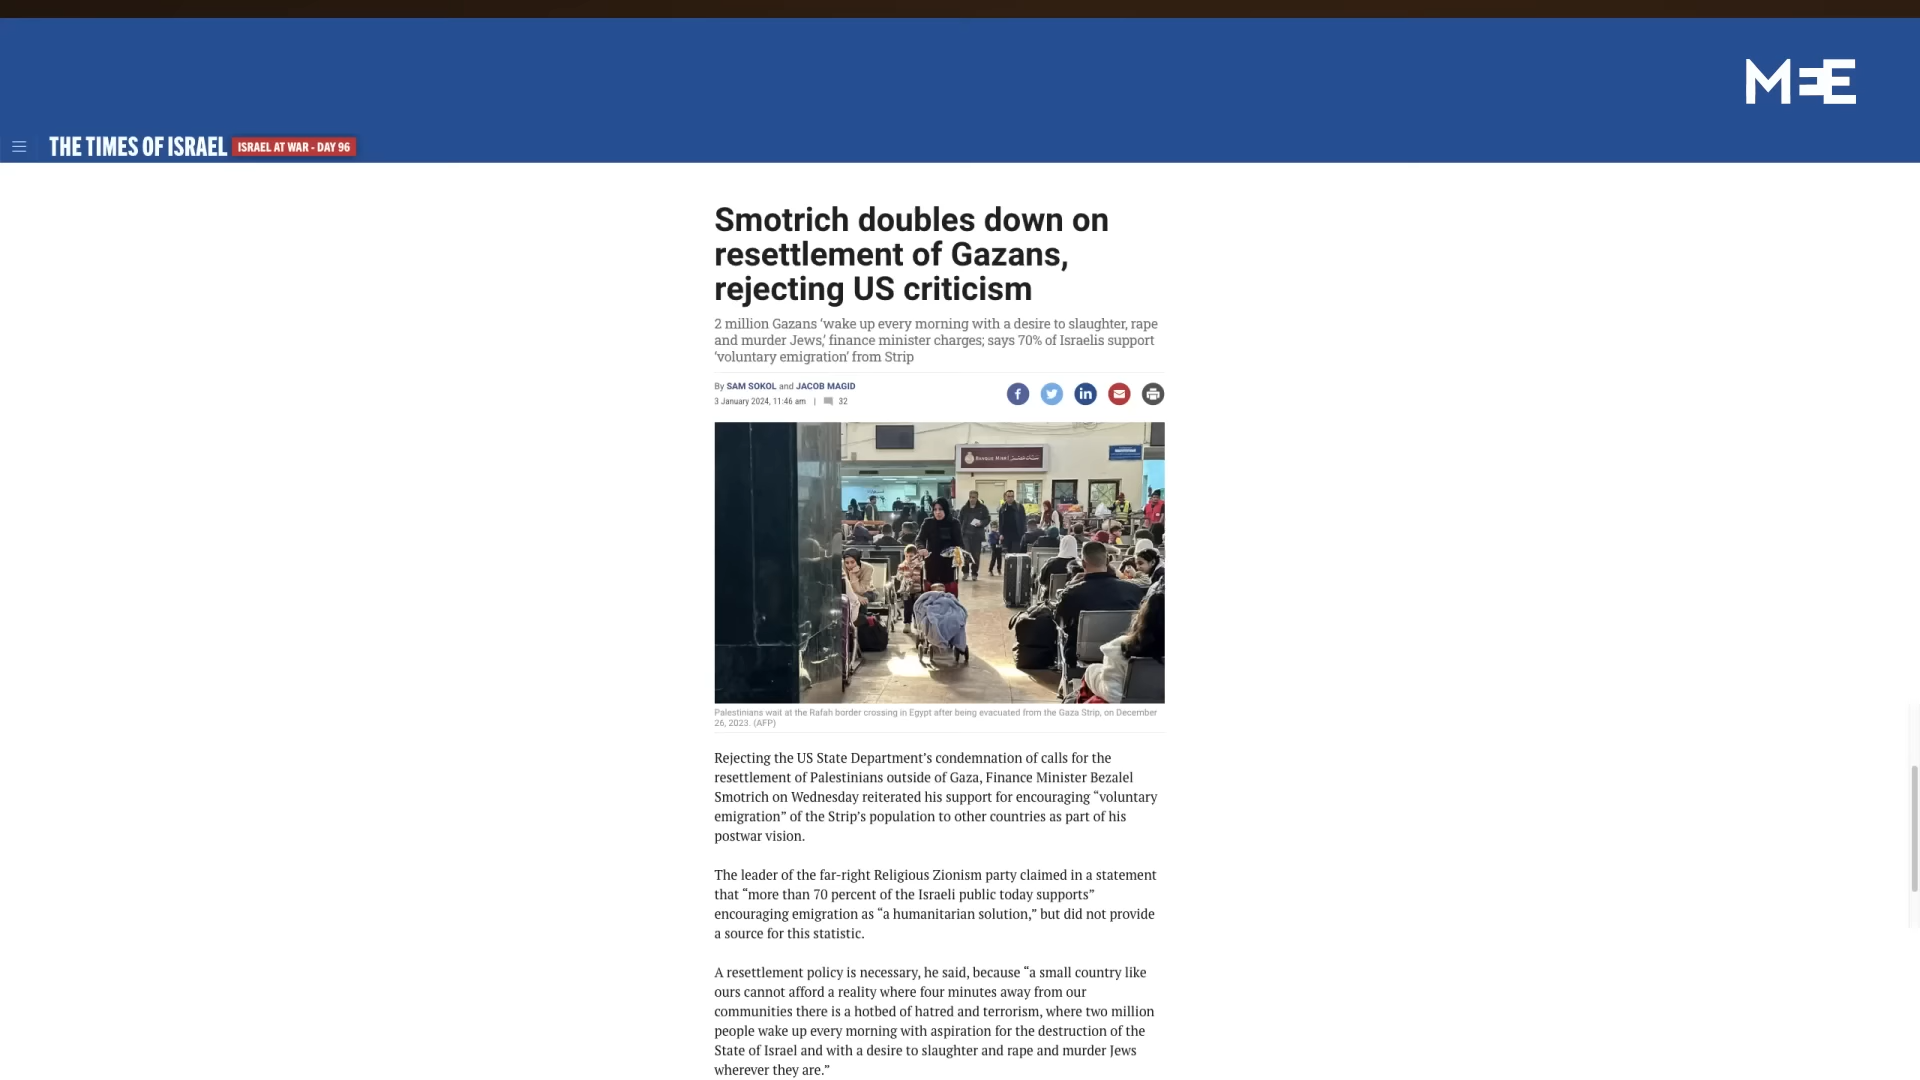 MEE
THE TIMES OF ISRAEL ISRAEL AT WAR - DAY 96
Smotrich doubles down on
resettlement of Gazans,
rejecting US criticism
2 million Gazans ‘wake up every morning with a desire to slaughter, rape
and murder Jews,’ finance minister charges; says 70% of Israelis support
‘voluntary emigration’ from Strip
By SAM SOKOL and JACOB MAGID
3 January 2024, 11:46 am | 32
Banque Misr بنك مصر
Palestinians wait at the Rafah border crossing in Egypt after being evacuated from the Gaza Strip, on December
26, 2023. (AFP)
Rejecting the US State Department’s condemnation of calls for the
resettlement of Palestinians outside of Gaza, Finance Minister Bezalel
Smotrich on Wednesday reiterated his support for encouraging “voluntary
emigration” of the Strip’s population to other countries as part of his
postwar vision.
The leader of the far-right Religious Zionism party claimed in a statement
that “more than 70 percent of the Israeli public today supports”
encouraging emigration as “a humanitarian solution,” but did not provide
a source for this statistic.
A resettlement policy is necessary, he said, because “a small country like
ours cannot afford a reality where four minutes away from our
communities there is a hotbed of hatred and terrorism, where two million
people wake up every morning with aspiration for the destruction of the
State of Israel and with a desire to slaughter and rape and murder Jews
wherever they are.”